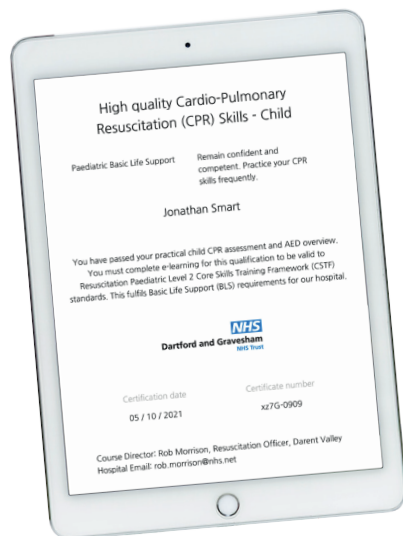 High quality Cardio-Pulmonary
Resuscitation (CPR) Skills - Child
Paediatric Basic Life Support
Remain confident and
competent. Practice your CPR
skills frequently.
Jonathan Smart
You have passed your practical child CPR assessment and AED overview.
You must complete e-learning for this qualification to be valid to
Resuscitation Paediatric Level 2 Core Skills Training Framework (CSTF)
standards. This fulfils Basic Life Support (BLS) requirements for our hospital.
NHS
Dartford and Gravesham
NHS Trust
Certification date
05 / 10 / 2021
Certificate number
xz7G-0909
Course Director: Rob Morrison, Resuscitation Officer, Darent Valley
Hospital Email: rob.morrison@nhs.net